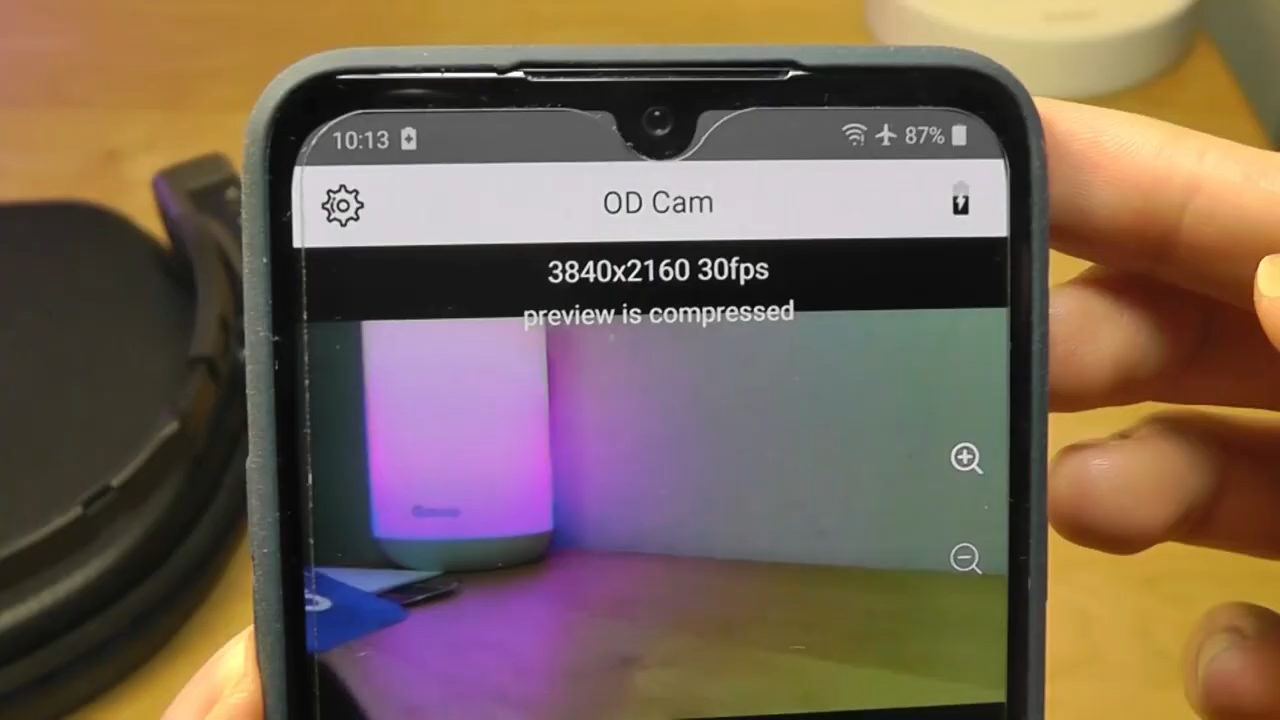 10:13 87%
OD Cam
3840x2160 30fps
preview is compressed